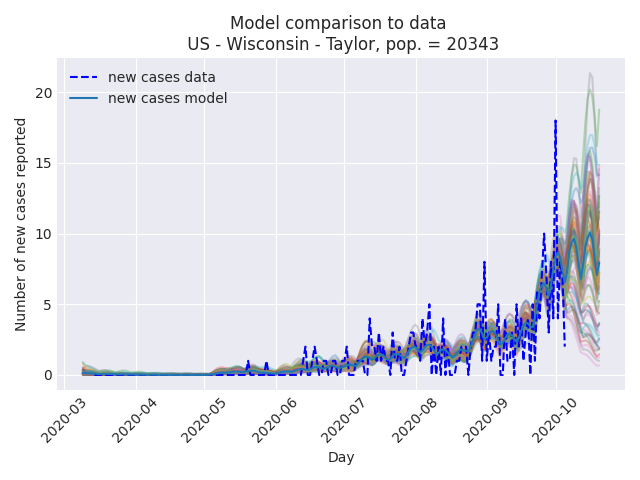 Model comparison to data
US - Wisconsin - Taylor, pop. = 20343
new cases data
new cases model
Number of new cases reported
20
15
10
5
0
2020-03
2020-04
2020-05
2020-06
2020-07
2020-08
2020-09
2020-10
Day